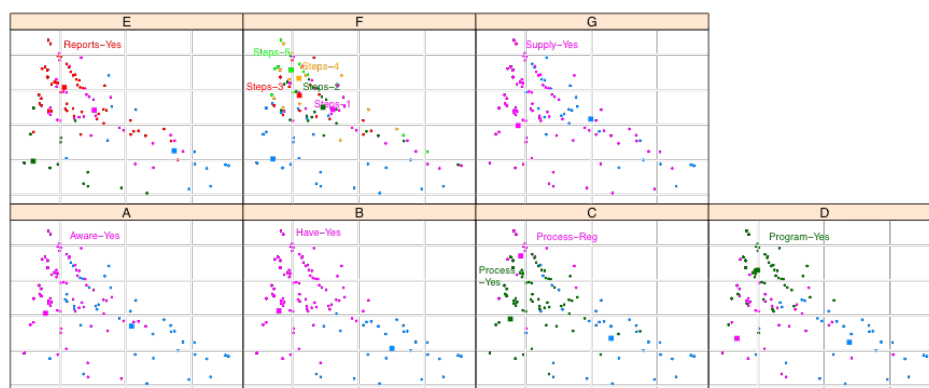 E F G
Reports-Yes
Steps-5
Steps-4
Steps-3 Steps-2
Steps-1
Supply-Yes
A B C D
Aware-Yes
Have-Yes
Process-Reg
Process
-Yes
Program-Yes